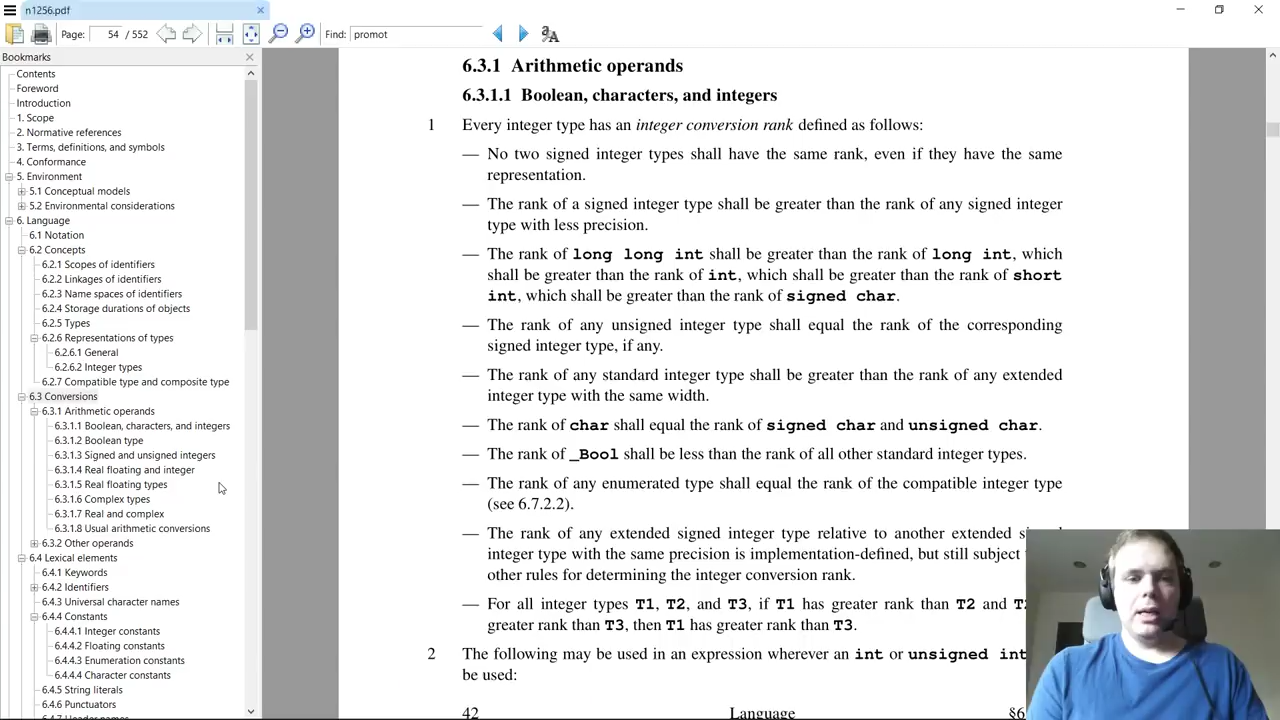 n1256.pdf
Page: 54 / 552 Find: promot
Bookmarks
Contents
Foreword
Introduction
1. Scope
2. Normative references
3. Terms, definitions, and symbols
4. Conformance
5. Environment
5.1 Conceptual models
5.2 Environmental considerations
6. Language
6.1 Notation
6.2 Concepts
6.2.1 Scopes of identifiers
6.2.2 Linkages of identifiers
6.2.3 Name spaces of identifiers
6.2.4 Storage durations of objects
6.2.5 Types
6.2.6 Representations of types
6.2.6.1 General
6.2.6.2 Integer types
6.2.7 Compatible type and composite type
6.3 Conversions
6.3.1 Arithmetic operands
6.3.1.1 Boolean, characters, and integers
6.3.1.2 Boolean type
6.3.1.3 Signed and unsigned integers
6.3.1.4 Real floating and integer
6.3.1.5 Real floating types
6.3.1.6 Complex types
6.3.1.7 Real and complex
6.3.1.8 Usual arithmetic conversions
6.3.2 Other operands
6.4 Lexical elements
6.4.1 Keywords
6.4.2 Identifiers
6.4.3 Universal character names
6.4.4 Constants
6.4.4.1 Integer constants
6.4.4.2 Floating constants
6.4.4.3 Enumeration constants
6.4.4.4 Character constants
6.4.5 String literals
6.4.6 Punctuators
6.4.7 Header names
6.3.1 Arithmetic operands
6.3.1.1 Boolean, characters, and integers
1 Every integer type has an integer conversion rank defined as follows:
— No two signed integer types shall have the same rank, even if they have the same
representation.
— The rank of a signed integer type shall be greater than the rank of any signed integer
type with less precision.
— The rank of long long int shall be greater than the rank of long int, which
shall be greater than the rank of int, which shall be greater than the rank of short
int, which shall be greater than the rank of signed char.
— The rank of any unsigned integer type shall equal the rank of the corresponding
signed integer type, if any.
— The rank of any standard integer type shall be greater than the rank of any extended
integer type with the same width.
— The rank of char shall equal the rank of signed char and unsigned char.
— The rank of _Bool shall be less than the rank of all other standard integer types.
— The rank of any enumerated type shall equal the rank of the compatible integer type
(see 6.7.2.2).
— The rank of any extended signed integer type relative to another extended
integer type with the same precision is implementation-defined, but still subject
other rules for determining the integer conversion rank.
— For all integer types T1, T2, and T3, if T1 has greater rank than T2 and
greater rank than T3, then T1 has greater rank than T3.
2 The following may be used in an expression wherever an int or unsigned int
be used:
42 Language §6